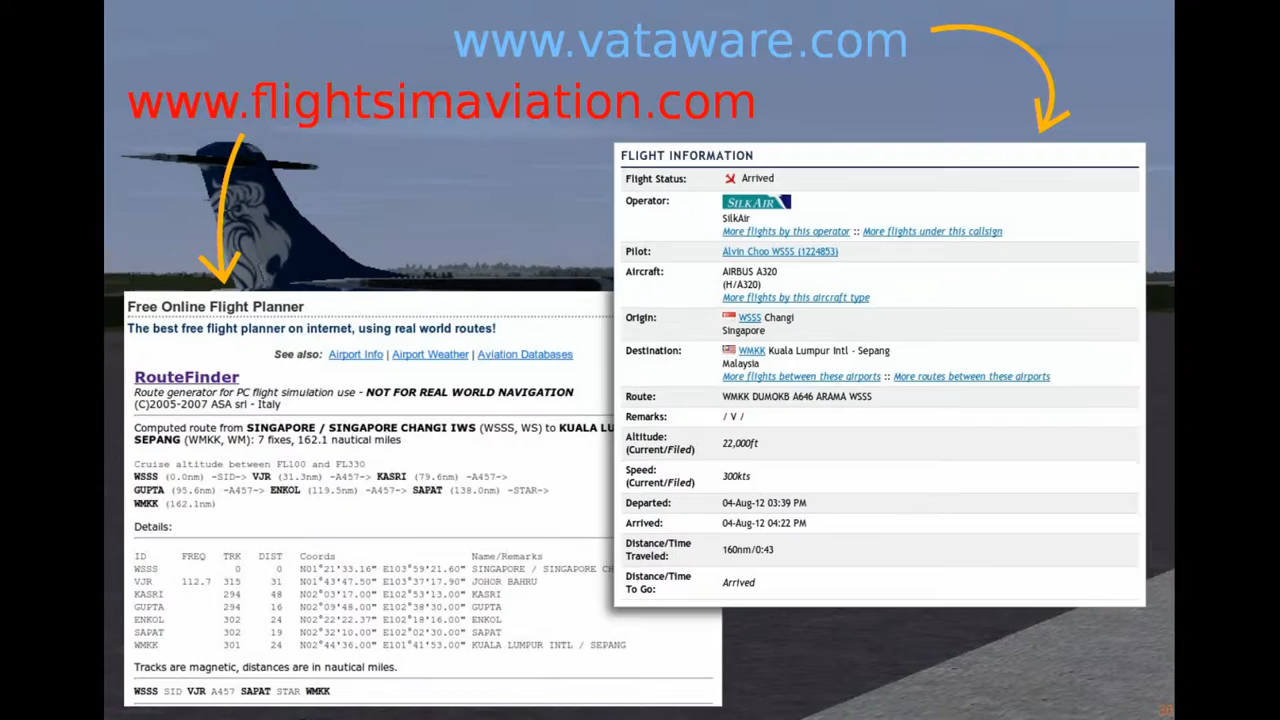 www.vataware.com
www.flightsimaviation.com
FLIGHT INFORMATION
Flight Status: Arrived
Operator: SILKAIR
SilkAir
More flights by this operator :: More flights under this callsign
Pilot: Alvin Choo WSSS (1224853)
Aircraft: AIRBUS A320
(H/A320)
More flights by this aircraft type
Origin: WSSS Changi
Singapore
Destination: WMKK Kuala Lumpur Intl - Sepang
Malaysia
More flights between these airports :: More routes between these airports
Route: WMKK DUMOKB A646 ARAMA WSSS
Remarks: / V /
Altitude:
(Current/Filed) 22,000ft
Speed:
(Current/Filed) 300kts
Departed: 04-Aug-12 03:39 PM
Arrived: 04-Aug-12 04:22 PM
Distance/Time
Traveled: 160nm/0:43
Distance/Time
To Go: Arrived
Free Online Flight Planner
The best free flight planner on internet, using real world routes!
See also: Airport Info | Airport Weather | Aviation Databases
RouteFinder
Route generator for PC flight simulation use - NOT FOR REAL WORLD NAVIGATION
(C)2005-2007 ASA srl - Italy
Computed route from SINGAPORE / SINGAPORE CHANGI IWS (WSSS, WS) to KUALA LU
SEPANG (WMKK, WM): 7 fixes, 162.1 nautical miles
Cruise altitude between FL100 and FL330
WSSS (0.0nm) -SID-> VJR (31.3nm) -A457-> KASRI (79.6nm) -A457->
GUPTA (95.6nm) -A457-> ENKOL (119.5nm) -A457-> SAPAT (138.0nm) -STAR->
WMKK (162.1nm)
Details:
ID FREQ TRK DIST Coords Name/Remarks
WSSS 0 0 N01°21'33.16" E103°59'21.60" SINGAPORE / SINGAPORE CH
VJR 112.7 315 31 N01°43'47.50" E103°37'17.90" JOHOR BAHRU
KASRI 294 48 N02°03'17.00" E102°53'13.00" KASRI
GUPTA 294 16 N02°09'48.00" E102°38'30.00" GUPTA
ENKOL 302 24 N02°22'22.37" E102°18'16.00" ENKOL
SAPAT 302 19 N02°32'10.00" E102°02'30.00" SAPAT
WMKK 301 24 N02°44'36.00" E101°41'53.00" KUALA LUMPUR INTL / SEPANG
Tracks are magnetic, distances are in nautical miles.
WSSS SID VJR A457 SAPAT STAR WMKK